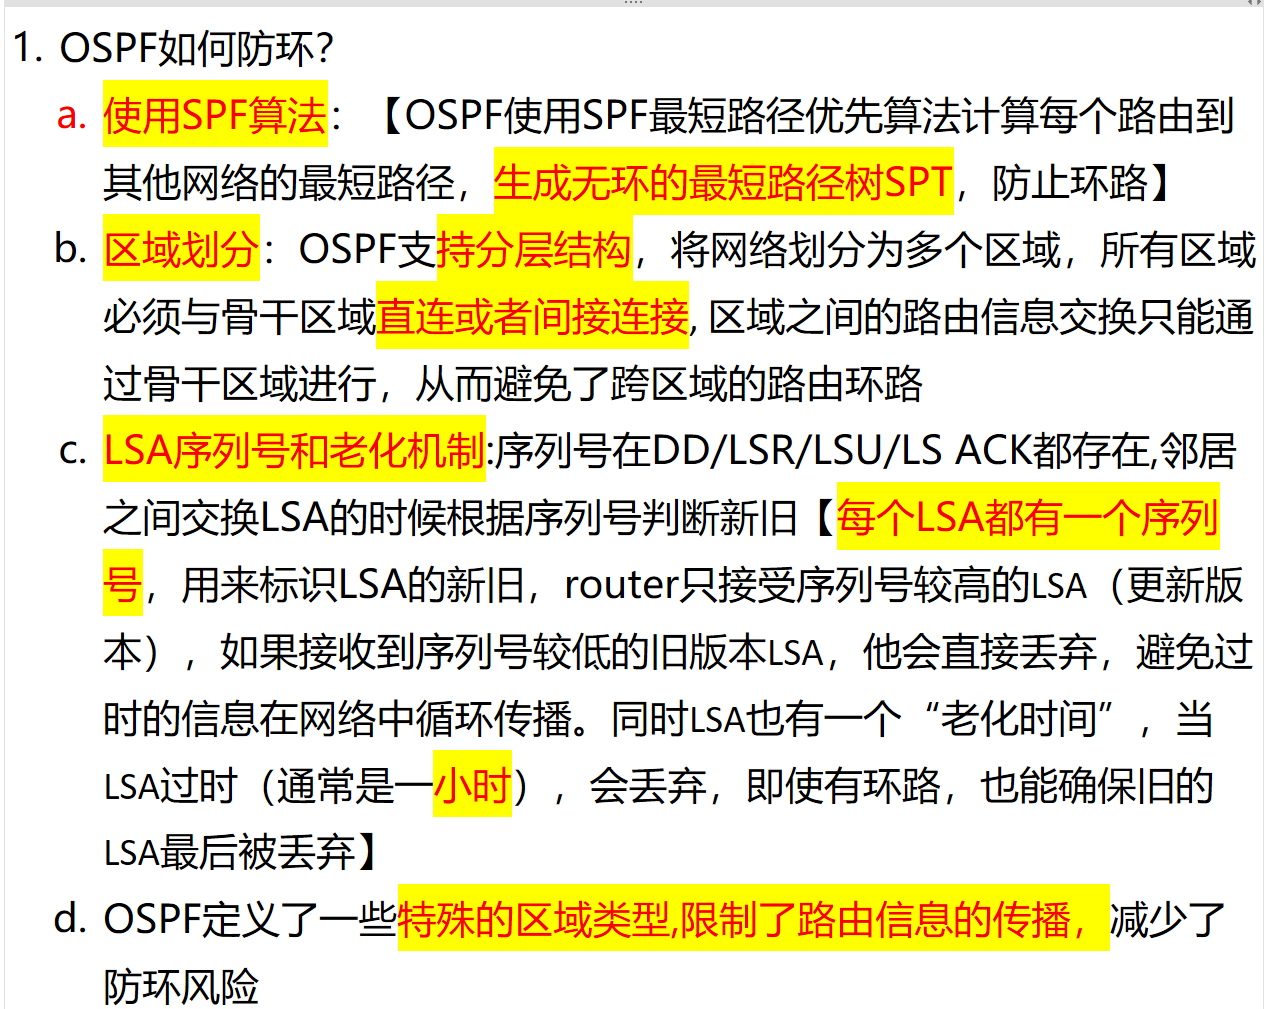 1. OSPF如何防环？
a. 使用SPF算法：【OSPF使用SPF最短路径优先算法计算每个路由到
其他网络的最短路径，生成无环的最短路径树SPT，防止环路】
b. 区域划分：OSPF支持分层结构，将网络划分为多个区域，所有区域
必须与骨干区域直连或者间接连接, 区域之间的路由信息交换只能通
过骨干区域进行，从而避免了跨区域的路由环路
c. LSA序列号和老化机制:序列号在DD/LSR/LSU/LS ACK都存在,邻居
之间交换LSA的时候根据序列号判断新旧【每个LSA都有一个序列
号，用来标识LSA的新旧，router只接受序列号较高的LSA（更新版
本），如果接收到序列号较低的旧版本LSA，他会直接丢弃，避免过
时的信息在网络中循环传播。同时LSA也有一个“老化时间”，当
LSA过时（通常是一小时），会丢弃，即使有环路，也能确保旧的
LSA最后被丢弃】
d. OSPF定义了一些特殊的区域类型,限制了路由信息的传播，减少了
防环风险